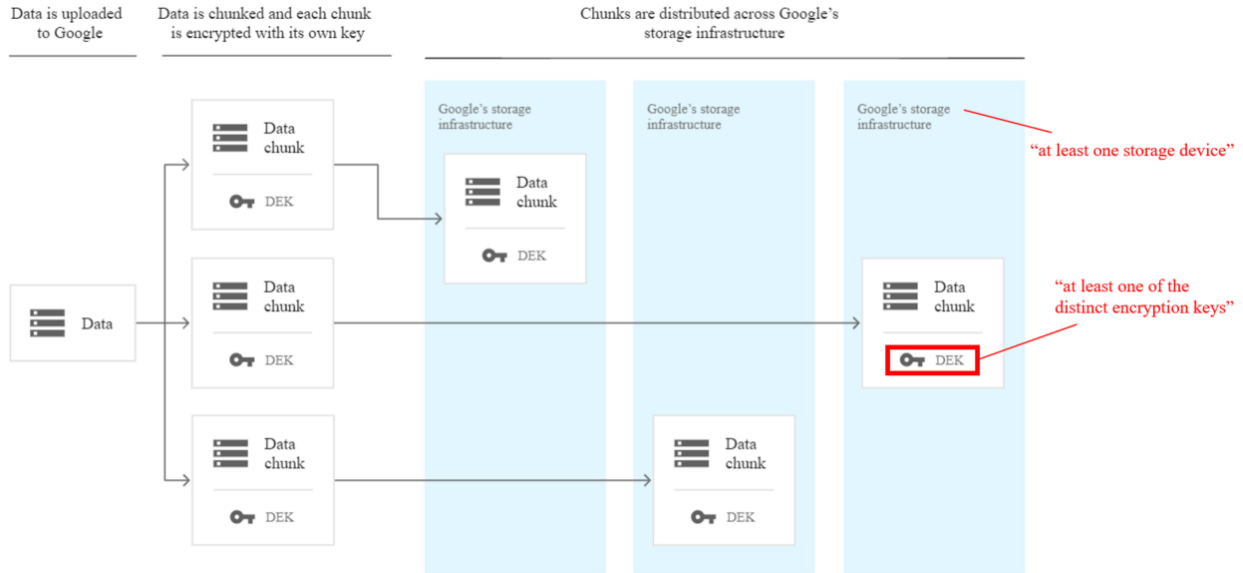 Data is uploaded
to Google
Data is chunked and each chunk
is encrypted with its own key
Chunks are distributed across Google's
storage infrastructure
Google's storage
infrastructure
Google's storage
infrastructure
Google's storage
infrastructure
"at least one storage device"
Data
chunk
DEK
Data
chunk
DEK
Data
Data
chunk
DEK
Data
chunk
DEK
"at least one of the
distinct encryption keys"
Data
chunk
DEK
Data
chunk
DEK